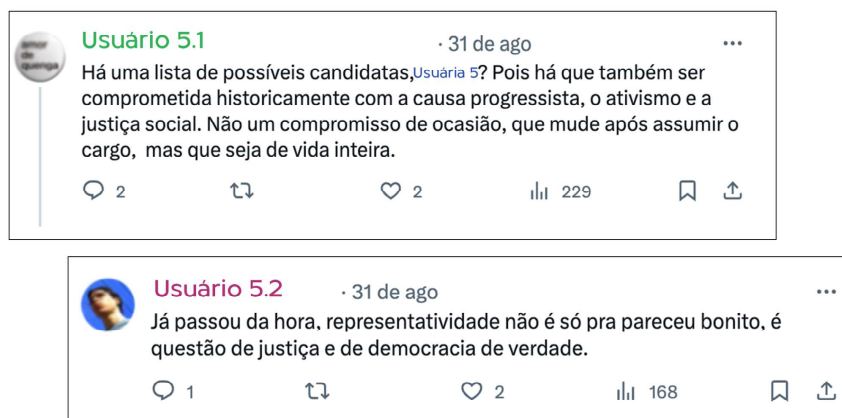 amor
de
quenga
Usuário 5.1 · 31 de ago
Há uma lista de possíveis candidatas,Usuária 5? Pois há que também ser
comprometida historicamente com a causa progressista, o ativismo e a
justiça social. Não um compromisso de ocasião, que mude após assumir o
cargo, mas que seja de vida inteira.
2 2 229
Usuário 5.2 · 31 de ago
Já passou da hora, representatividade não é só pra pareceu bonito, é
questão de justiça e de democracia de verdade.
1 2 168